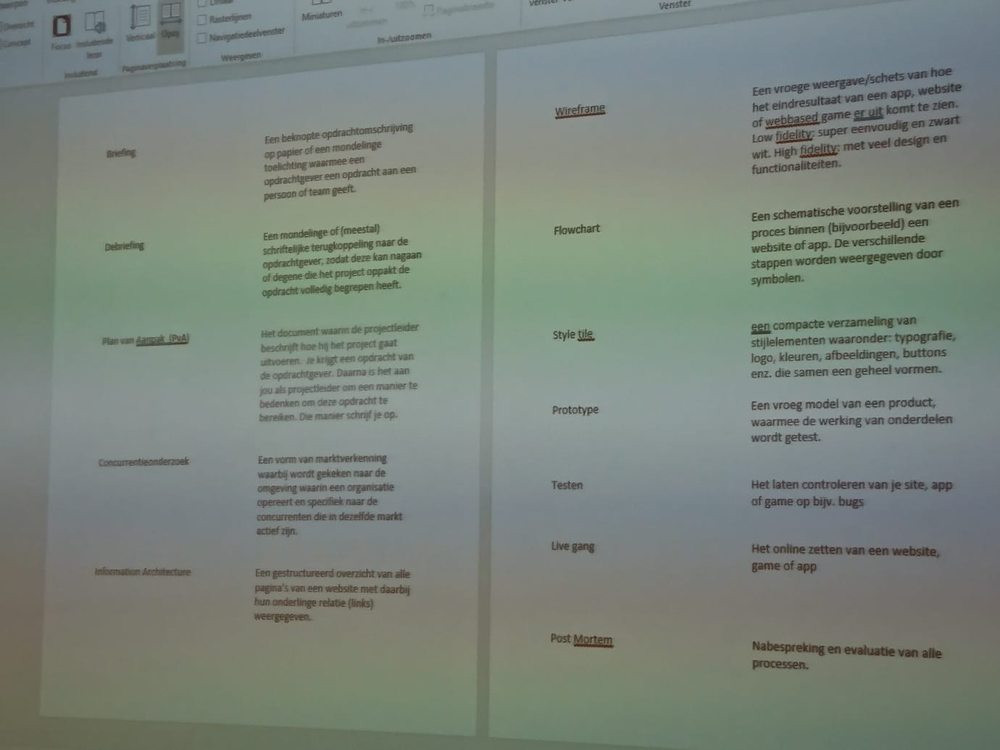 Overzicht
Concept
Focus
Insluitende
lezer
Insluitend
Verticaal
Paginaverplaatsing
Rasterlijnen
Navigatiedeelvenster
Weergeven
Miniaturen
In-/uitzoomen
Venster
Briefing
Een beknopte opdrachtomschrijving
op papier of een mondelinge
toelichting waarmee een
opdrachtgever een opdracht aan een
persoon of team geeft.
Debriefing
Een mondelinge of (meestal)
schriftelijke terugkoppeling naar de
opdrachtgever, zodat deze kan nagaan
of degene die het project oppakt de
opdracht volledig begrepen heeft.
Plan van Aanpak (PvA)
Het document waarin de projectleider
beschrijft hoe hij het project gaat
uitvoeren. Je krijgt een opdracht van
de opdrachtgever. Daarna is het aan
jou als projectleider om een manier te
bedenken om deze opdracht te
bereiken. Die manier schrijf je op.
Concurrentieonderzoek
Een vorm van marktverkenning
waarbij wordt gekeken naar de
omgeving waarin een organisatie
opereert en specifiek naar de
concurrenten die in dezelfde markt
actief zijn.
Information Architecture
Een gestructureerd overzicht van alle
pagina's van een website met daarbij
hun onderlinge relatie (links)
weergegeven.
Wireframe
Een vroege weergave/schets van hoe
het eindresultaat van een app, website
of webbased game er uit komt te zien.
Low fidelity: super eenvoudig en zwart
wit. High fidelity: met veel design en
functionaliteiten.
Flowchart
Een schematische voorstelling van een
proces binnen (bijvoorbeeld) een
website of app. De verschillende
stappen worden weergegeven door
symbolen.
Style tile
een compacte verzameling van
stijlelementen waaronder: typografie,
logo, kleuren, afbeeldingen, buttons
enz. die samen een geheel vormen.
Prototype
Een vroeg model van een product,
waarmee de werking van onderdelen
wordt getest.
Testen
Het laten controleren van je site, app
of game op bijv. bugs
Live gang
Het online zetten van een website,
game of app
Post Mortem
Nabespreking en evaluatie van alle
processen.